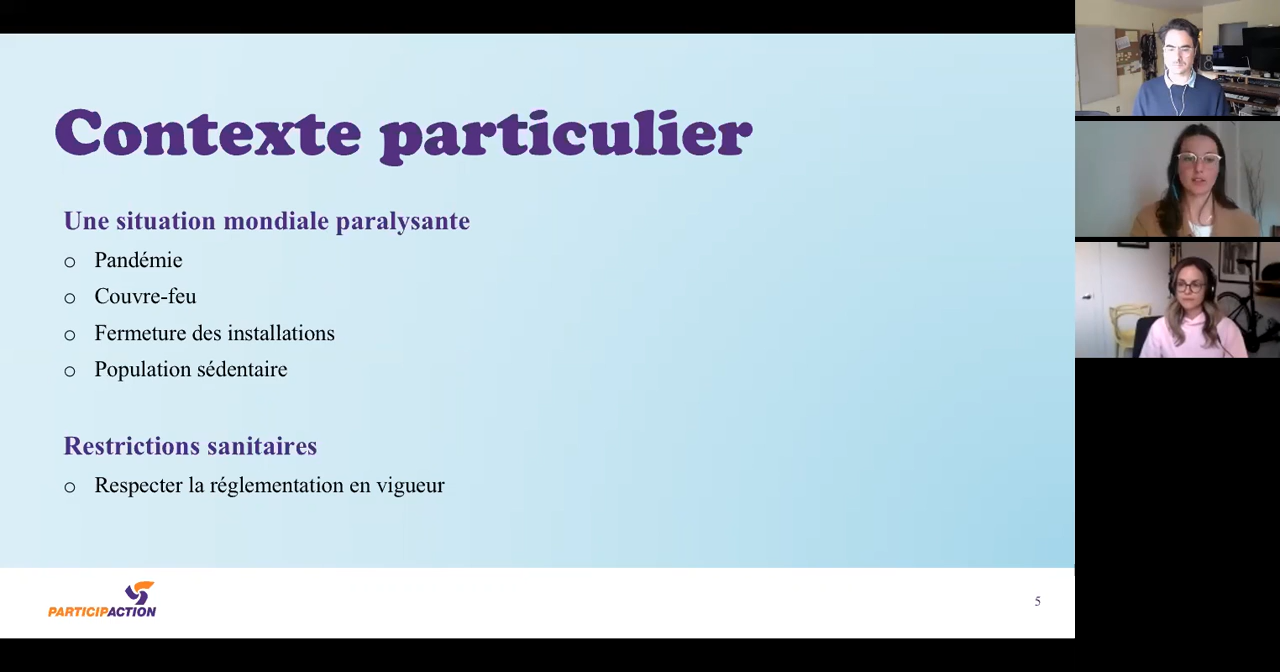 Contexte particulier
Une situation mondiale paralysante
o Pandémie
o Couvre-feu
o Fermeture des installations
o Population sédentaire
Restrictions sanitaires
o Respecter la réglementation en vigueur
PARTICIPACTION
5